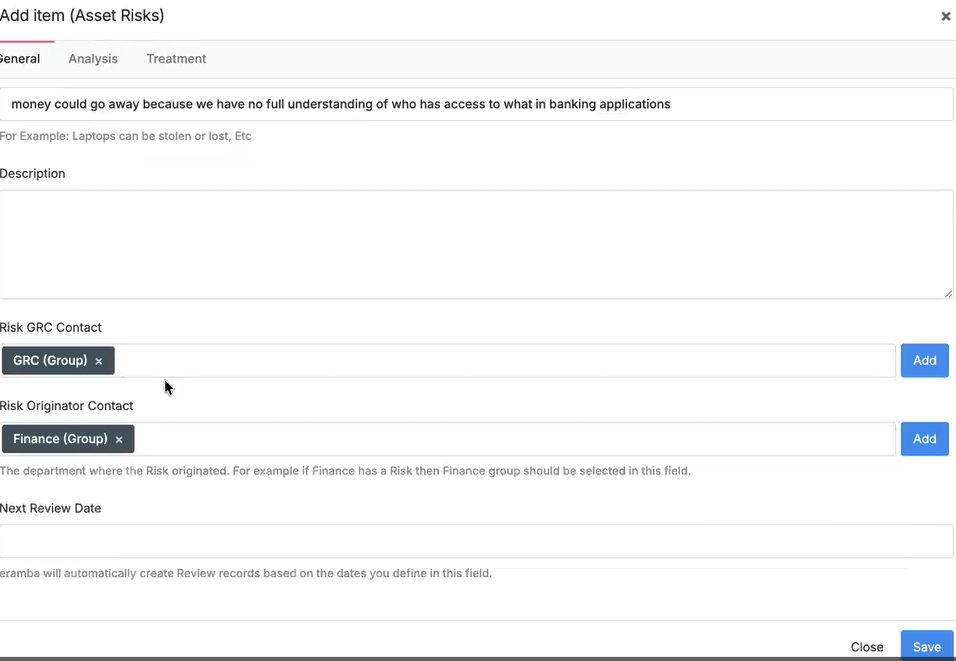 Add item (Asset Risks)
×
General
Analysis
Treatment
money could go away because we have no full understanding of who has access to what in banking applications
For Example: Laptops can be stolen or lost, Etc
Description
Risk GRC Contact
GRC (Group) ×
Add
Risk Originator Contact
Finance (Group) ×
Add
The department where the Risk originated. For example if Finance has a Risk then Finance group should be selected in this field.
Next Review Date
eramba will automatically create Review records based on the dates you define in this field.
Close
Save